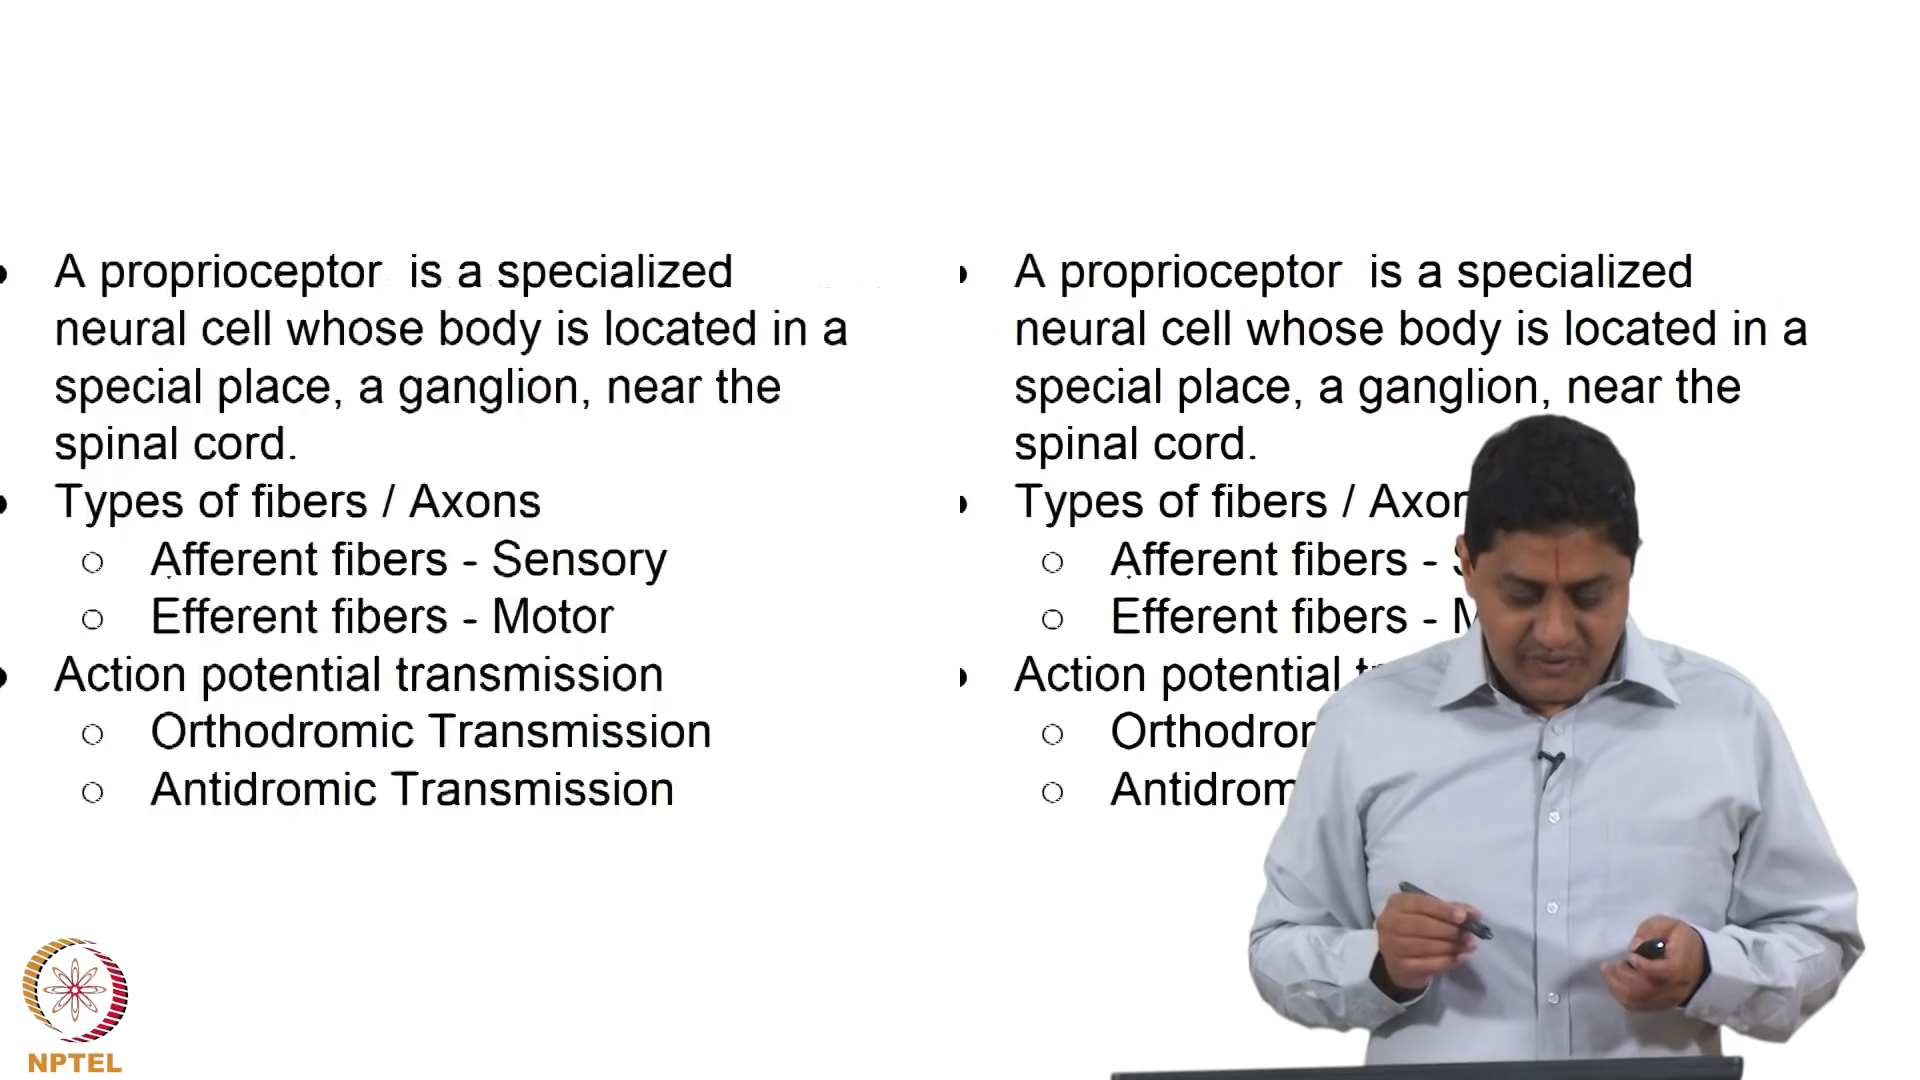 A proprioceptor is a specialized
neural cell whose body is located in a
special place, a ganglion, near the
spinal cord.
Types of fibers / Axons
Afferent fibers - Sensory
Efferent fibers - Motor
Action potential transmission
Orthodromic Transmission
Antidromic Transmission
A proprioceptor is a specialized
neural cell whose body is located in a
special place, a ganglion, near the
spinal cord.
Types of fibers /
Afferent fibers -
Efferent fibers -
Action potential
NPTEL